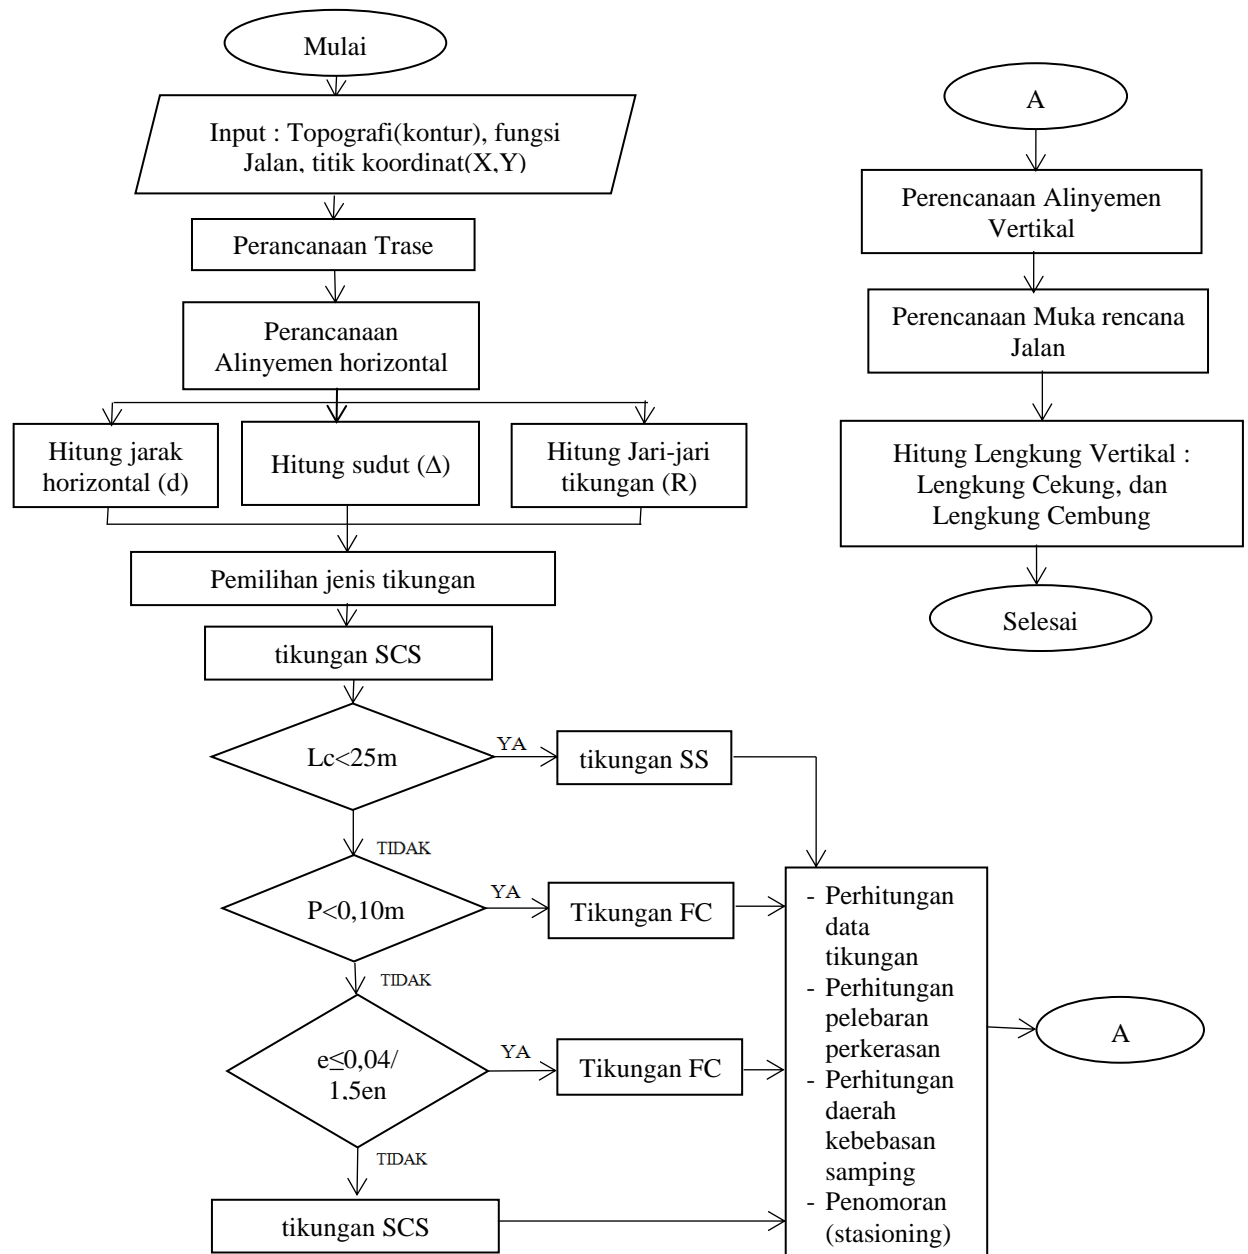 Mulai
Input : Topografi(kontur), fungsi
Jalan, titik koordinat(X,Y)
Perancanaan Trase
Perancanaan
Alinyemen horizontal
Hitung jarak
horizontal (d)
Hitung sudut (Δ)
Hitung Jari-jari
tikungan (R)
Pemilihan jenis tikungan
tikungan SCS
Lc<25m
YA
tikungan SS
TIDAK
P<0,10m
YA
Tikungan FC
TIDAK
e≤0,04/
1,5en
YA
Tikungan FC
TIDAK
tikungan SCS
- Perhitungan
data
tikungan
- Perhitungan
pelebaran
perkerasan
- Perhitungan
daerah
kebebasan
samping
- Penomoran
(stasioning)
A
A
Perencanaan Alinyemen
Vertikal
Perencanaan Muka rencana
Jalan
Hitung Lengkung Vertikal :
Lengkung Cekung, dan
Lengkung Cembung
Selesai